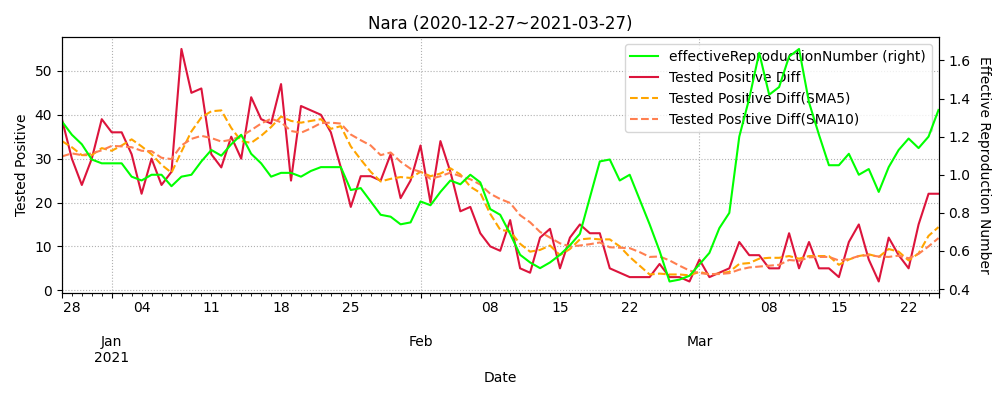 Nara (2020-12-27~2021-03-27)
effectiveReproductionNumber (right)
Tested Positive Diff
Tested Positive Diff(SMA5)
Tested Positive Diff(SMA10)
Tested Positive
50
40
30
20
10
0
1.6
1.4
1.2
1.0
0.8
0.6
0.4
Effective Reproduction Number
28 04 11 18 25 08 15 22 08 15 22
Jan Feb Mar
2021
Date